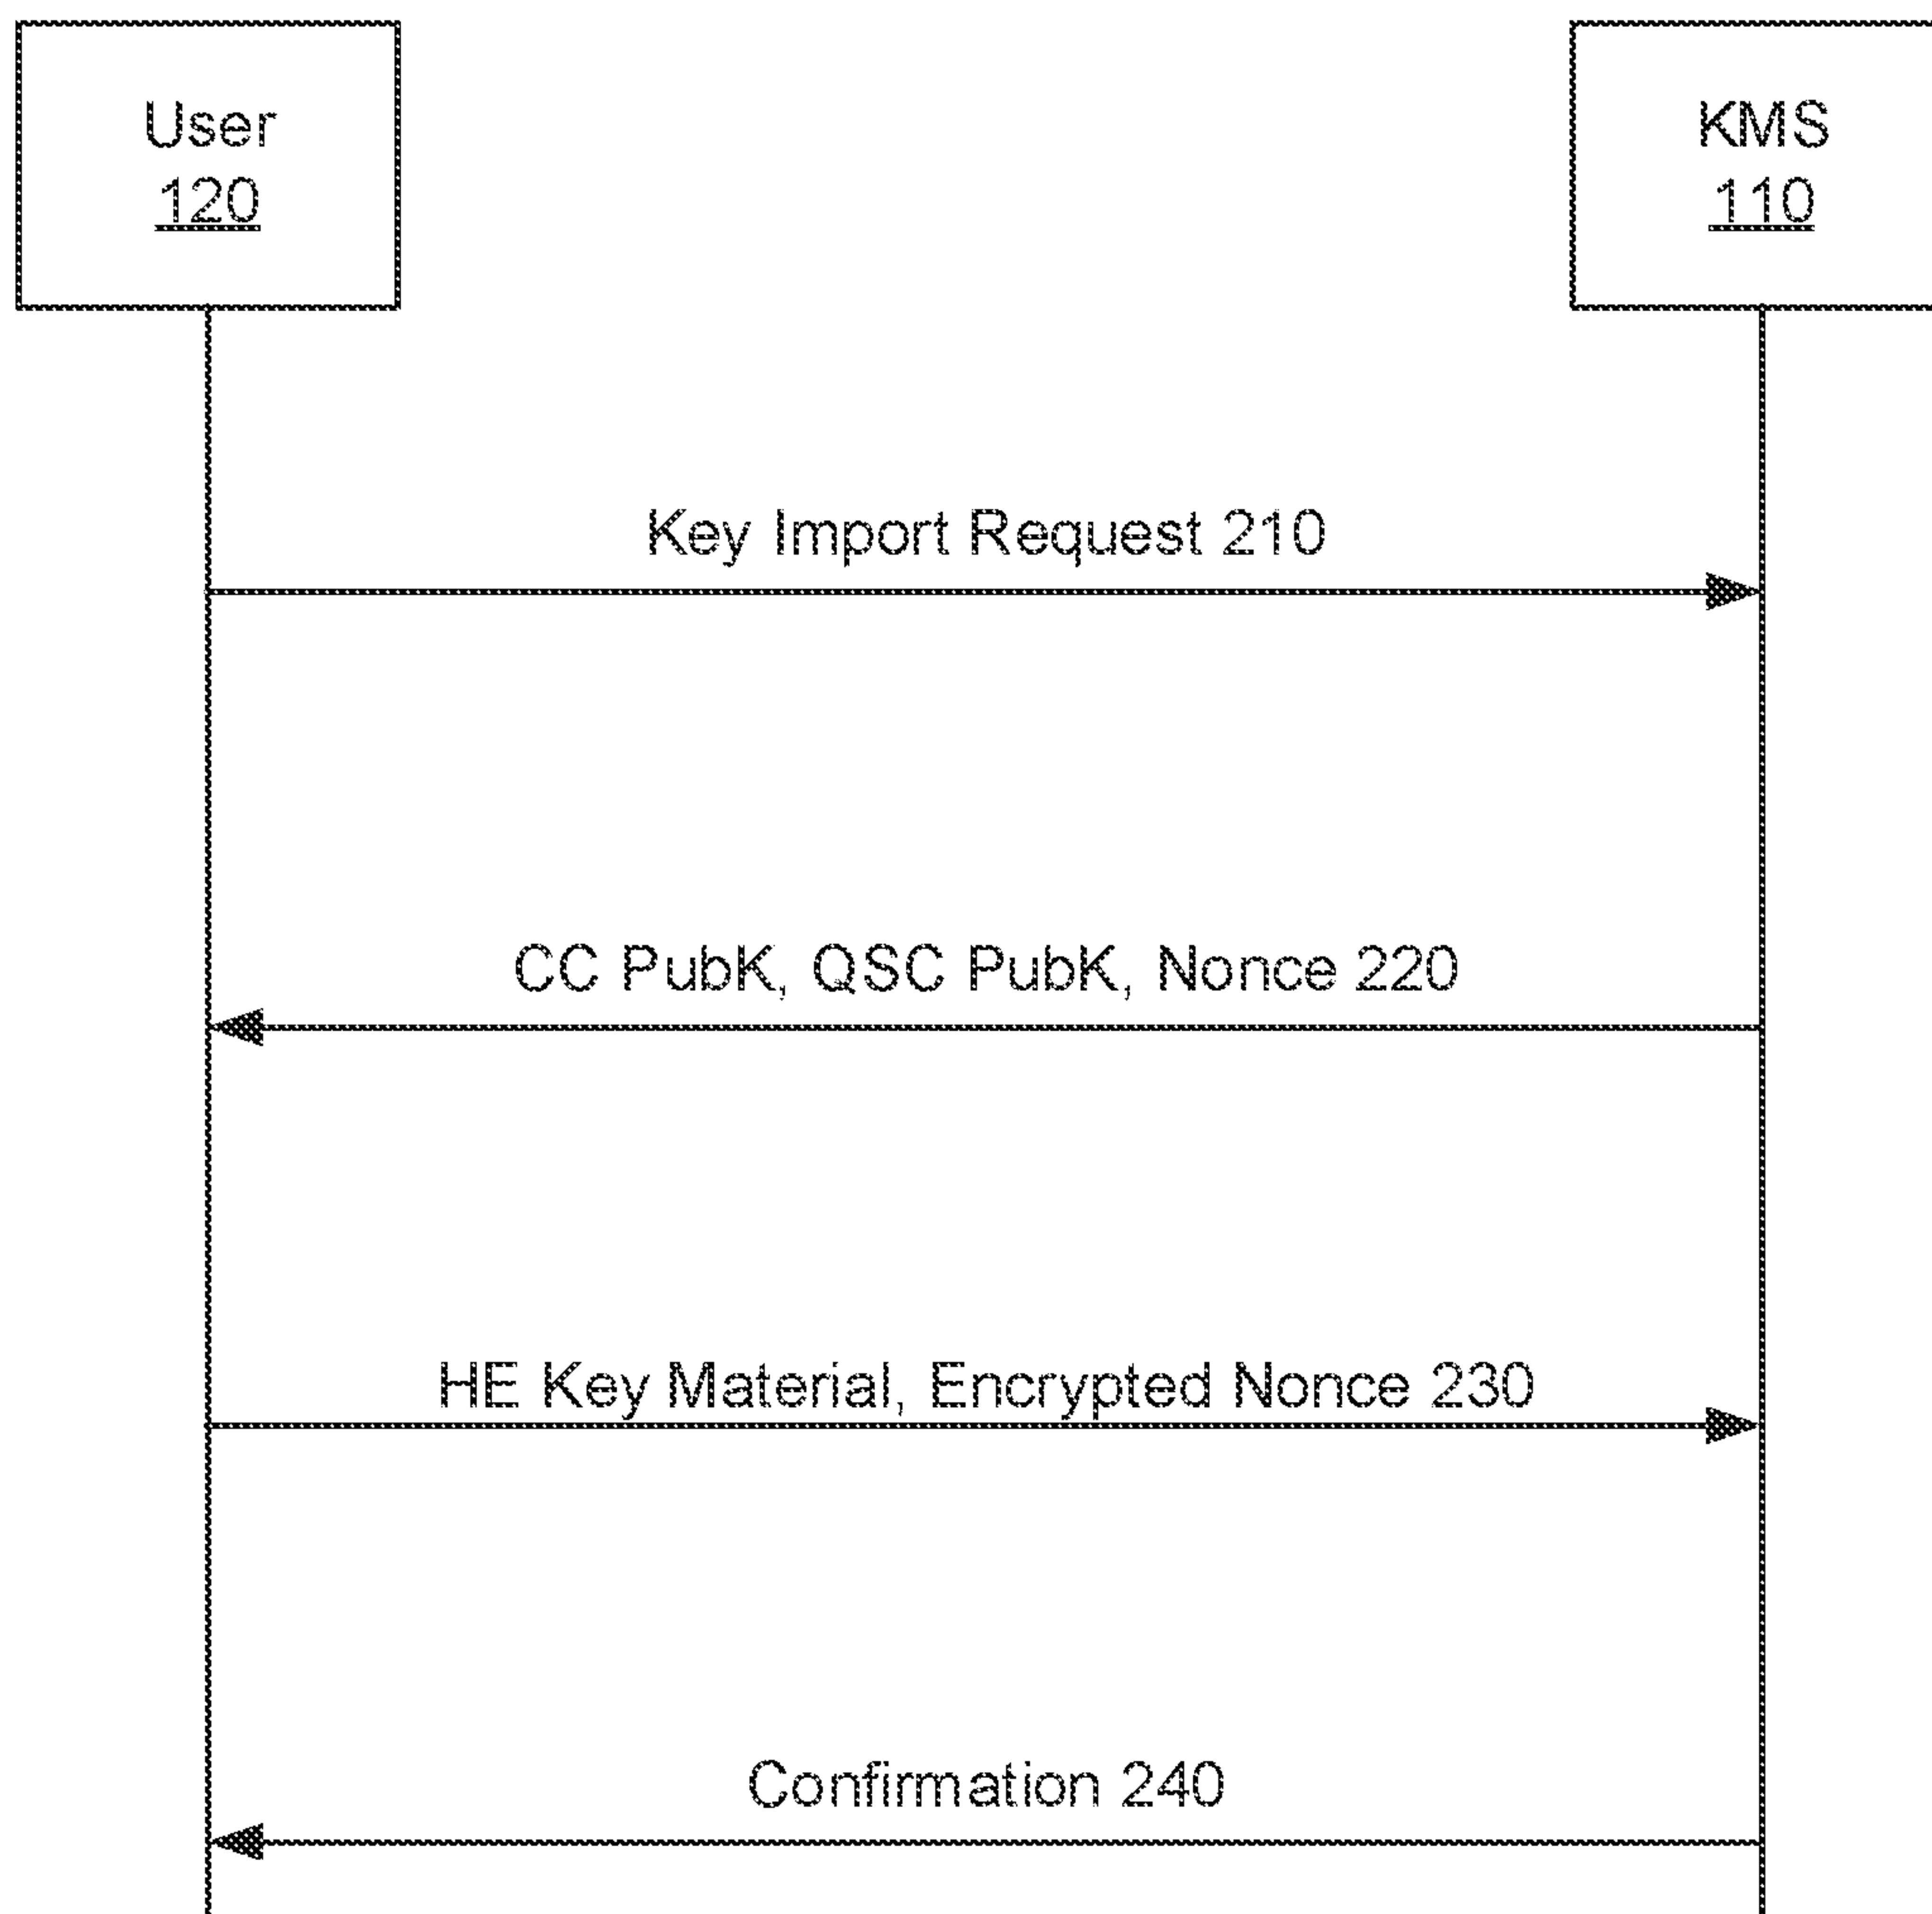 User
120
KMS
110
Key Import Request 210
CC PubK, QSC PubK, Nonce 220
HE Key Material, Encrypted Nonce 230
Confirmation 240